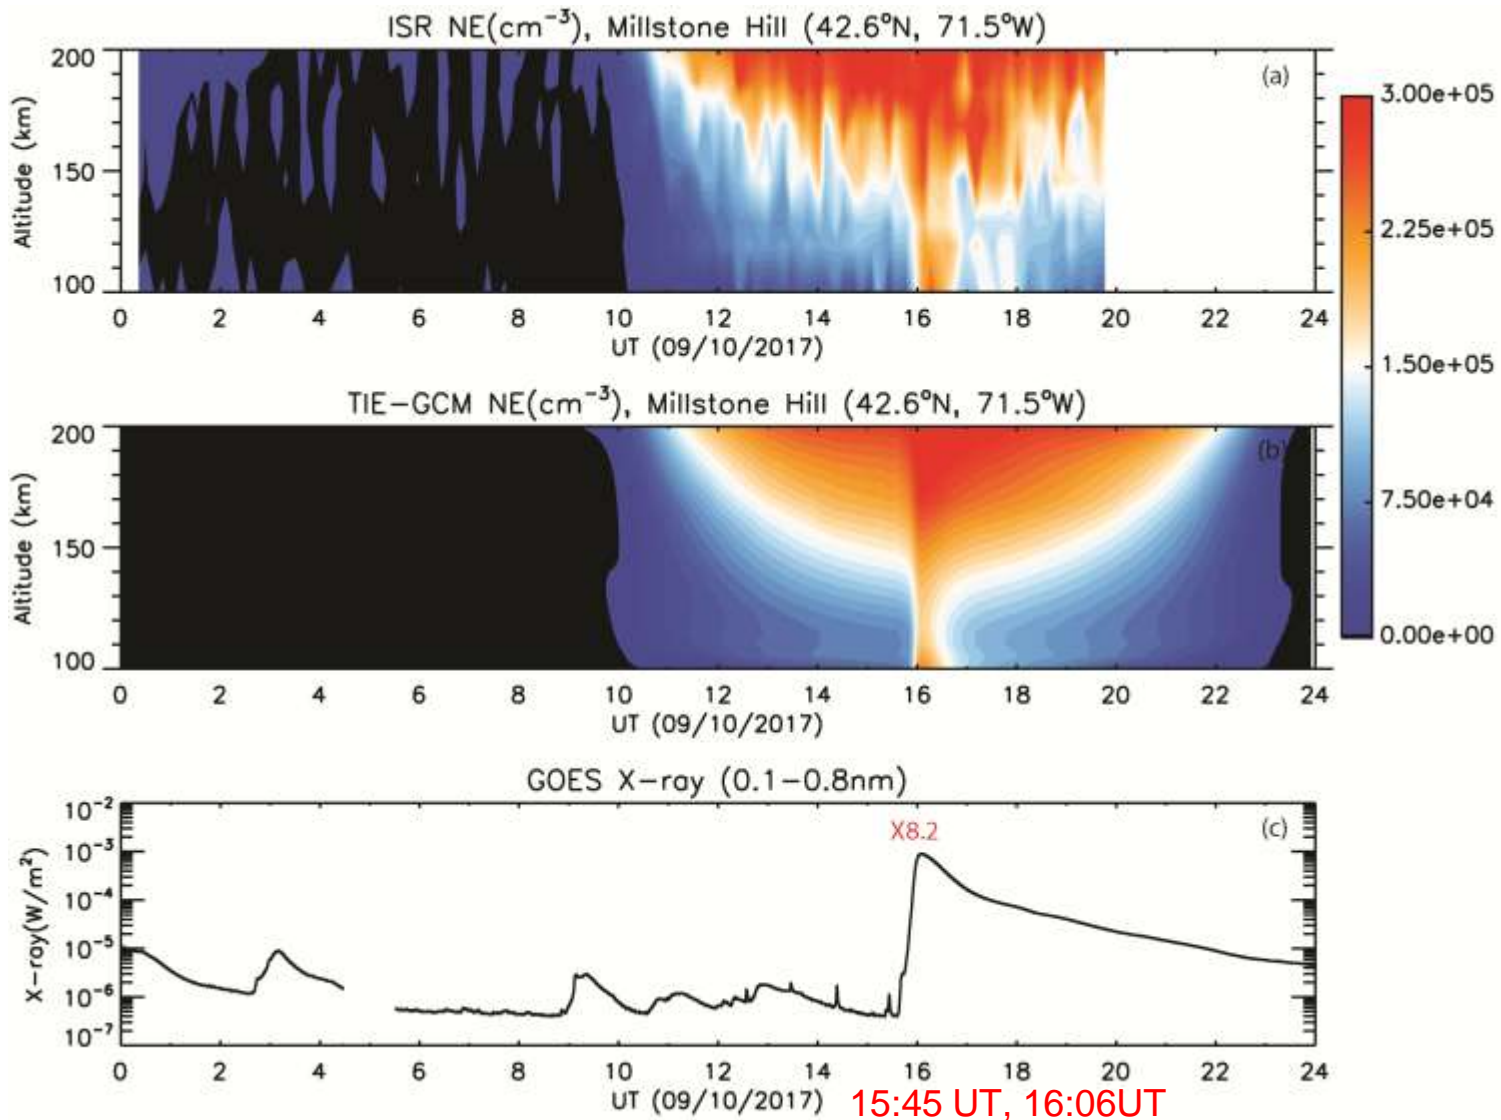 ISR NE(cm⁻³), Millstone Hill (42.6°N, 71.5°W)
(a)
Altitude (km)
200
150
100
0 2 4 6 8 10 12 14 16 18 20 22 24
UT (09/10/2017)
3.00e+05
2.25e+05
1.50e+05
7.50e+04
0.00e+00
TIE-GCM NE(cm⁻³), Millstone Hill (42.6°N, 71.5°W)
(b)
Altitude (km)
200
150
100
0 2 4 6 8 10 12 14 16 18 20 22 24
UT (09/10/2017)
GOES X-ray (0.1-0.8nm)
(c)
X8.2
X-ray(W/m²)
10⁻²
10⁻³
10⁻⁴
10⁻⁵
10⁻⁶
10⁻⁷
0 2 4 6 8 10 12 14 16 18 20 22 24
UT (09/10/2017)
15:45 UT, 16:06UT